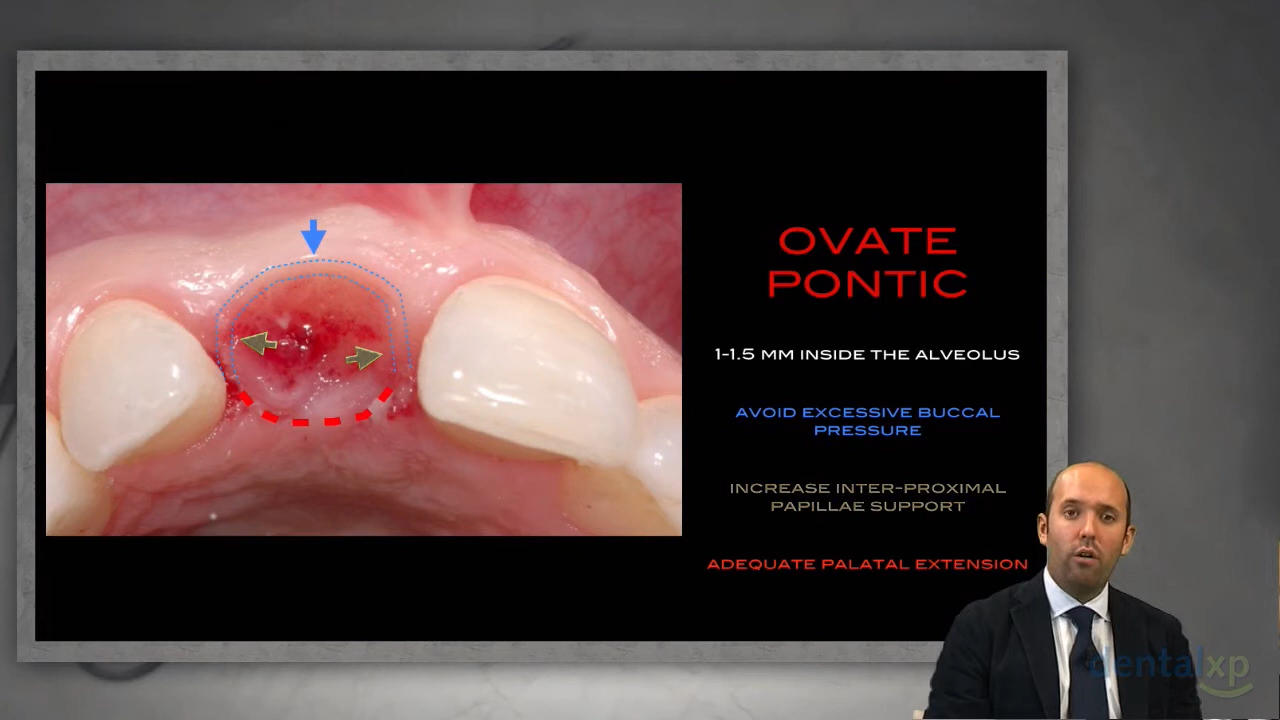 OVATE
PONTIC
1-1.5 MM INSIDE THE ALVEOLUS
AVOID EXCESSIVE BUCCAL
PRESSURE
INCREASE INTER-PROXIMAL
PAPILLAE SUPPORT
ADEQUATE PALATAL EXTENSION
dentalxp